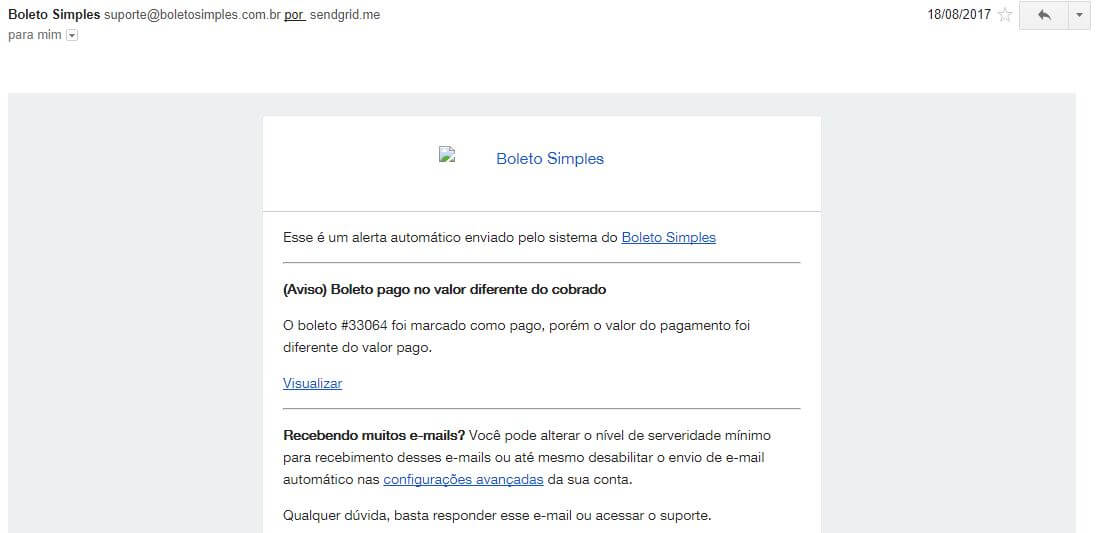 Boleto Simples suporte@boletosimples.com.br por sendgrid.me 18/08/2017
para mim
Boleto Simples
Esse é um alerta automático enviado pelo sistema do Boleto Simples
(Aviso) Boleto pago no valor diferente do cobrado
O boleto #33064 foi marcado como pago, porém o valor do pagamento foi
diferente do valor pago.
Visualizar
Recebendo muitos e-mails? Você pode alterar o nível de serveridade mínimo
para recebimento desses e-mails ou até mesmo desabilitar o envio de e-mail
automático nas configurações avançadas da sua conta.
Qualquer dúvida, basta responder esse e-mail ou acessar o suporte.